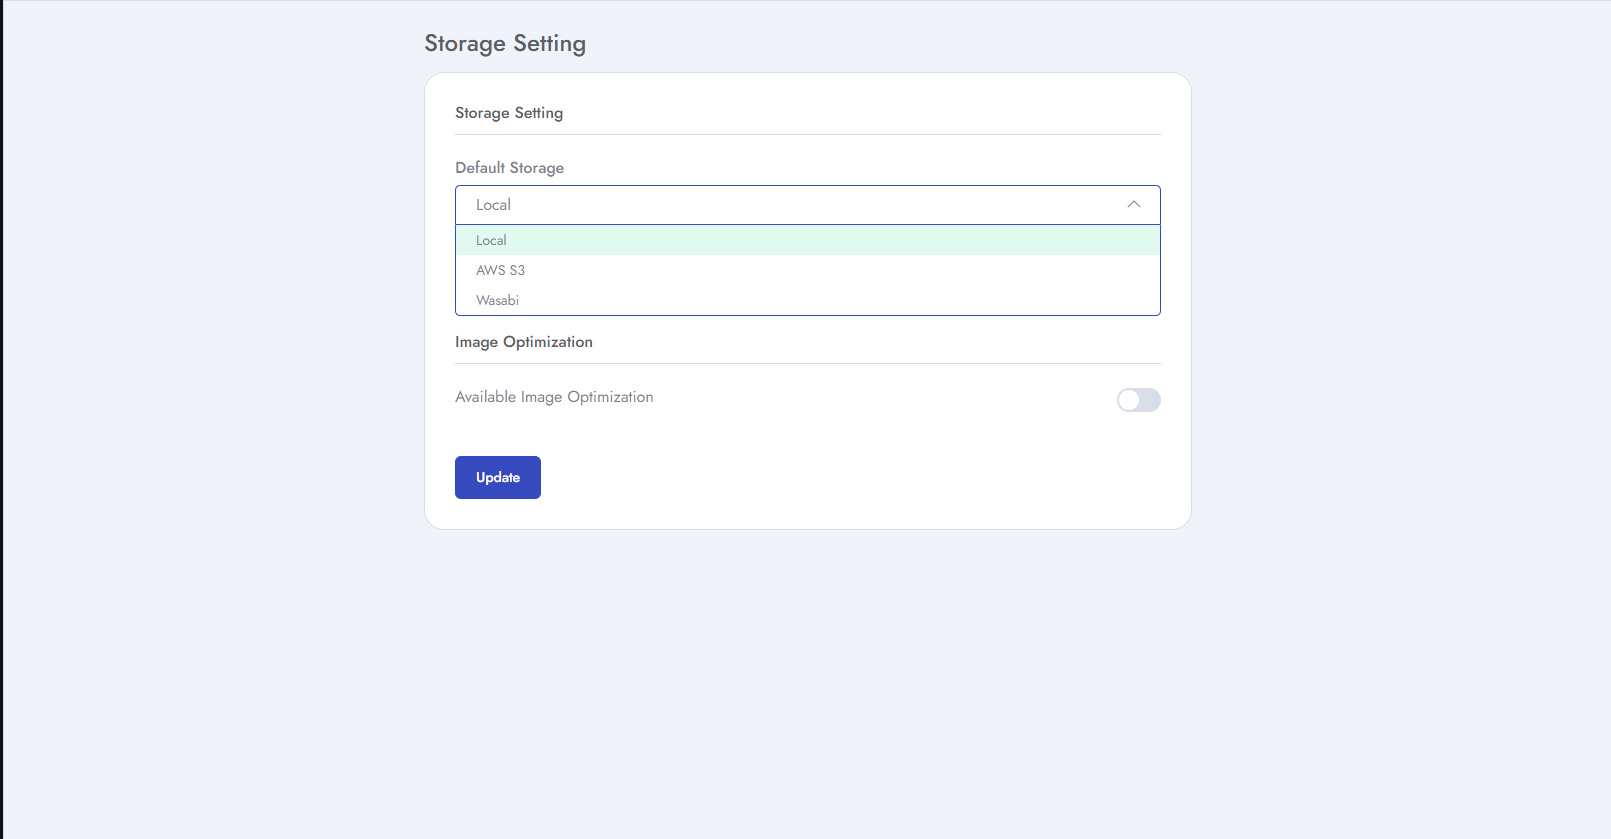 Storage Setting
Storage Setting
Default Storage
Local
Local
AWS S3
Wasabi
Image Optimization
Available Image Optimization
Update